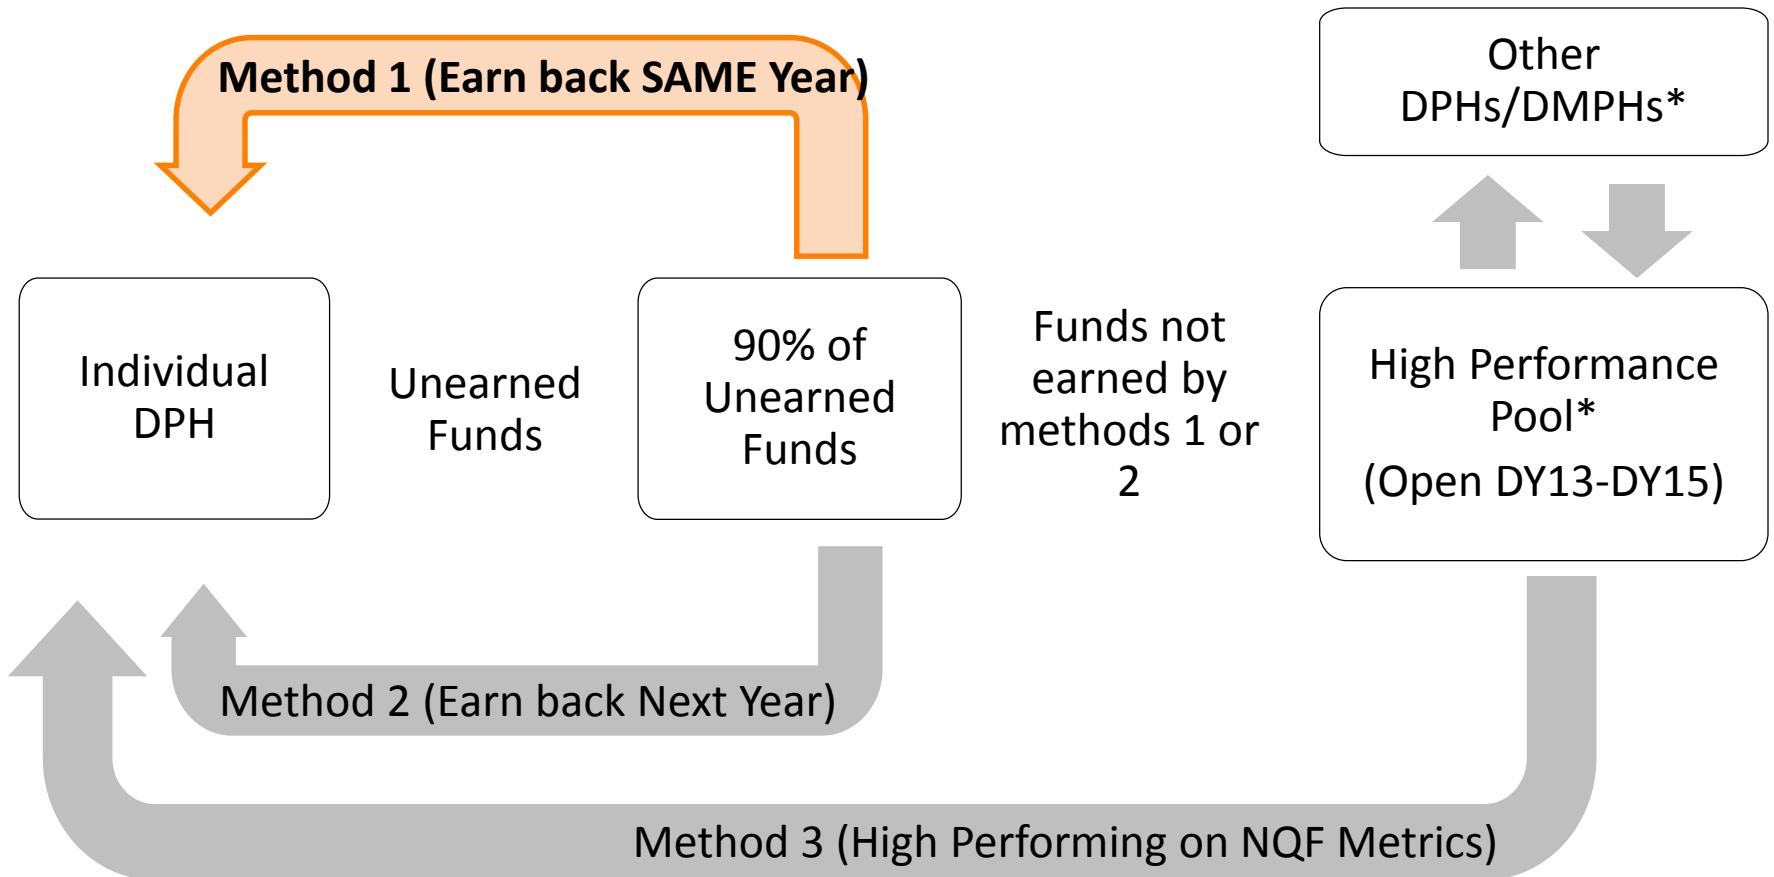 Method 1 (Earn back SAME Year)
Other
DPHs/DMPHs*
Individual
DPH
Unearned
Funds
90% of
Unearned
Funds
Funds not
earned by
methods 1 or
2
High Performance
Pool*
(Open DY13-DY15)
Method 2 (Earn back Next Year)
Method 3 (High Performing on NQF Metrics)